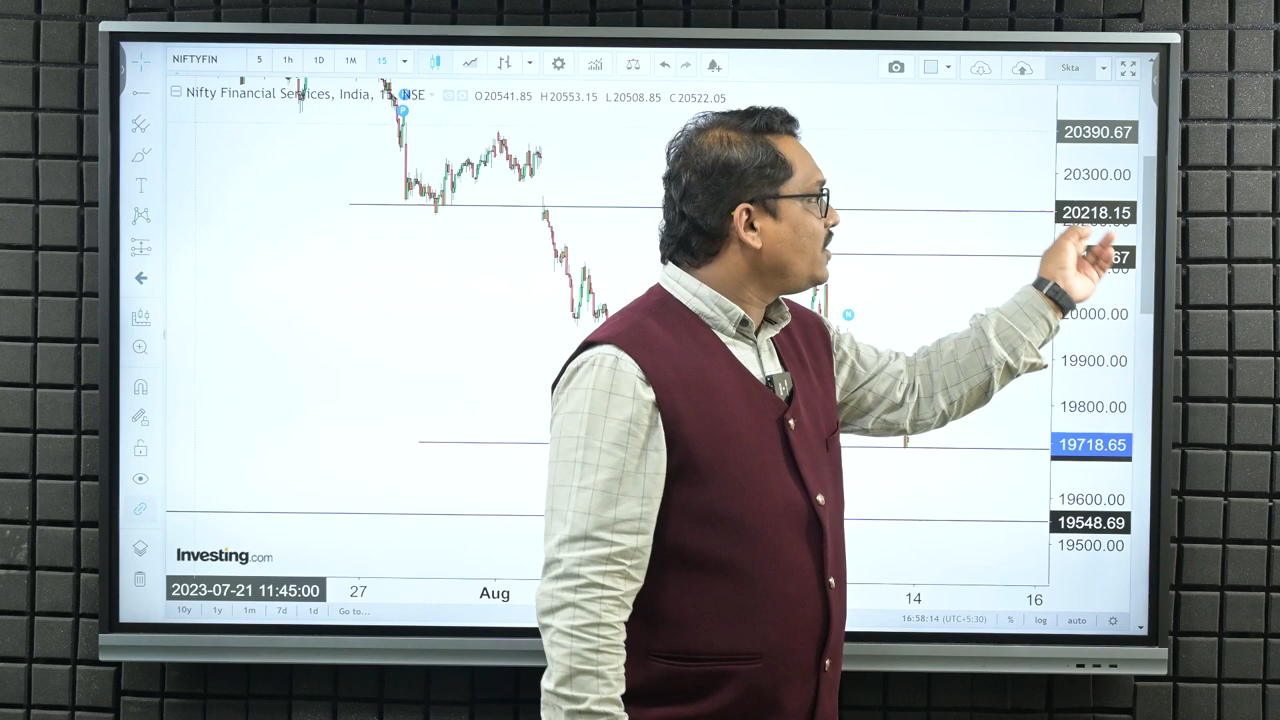 NIFTYFIN 5 1h 1D 1M 15 Skta
Nifty Financial Services, India, 15, NSE O20541.85 H20553.15 L20508.85 C20522.05
20390.67
20300.00
20218.15
67
20000.00
19900.00
19800.00
19718.65
19600.00
19548.69
19500.00
Investing.com
2023-07-21 11:45:00 27 Aug 14 16
10y 1y 1m 7d 1d Go to... 16:58:14 (UTC+5:30) % log auto